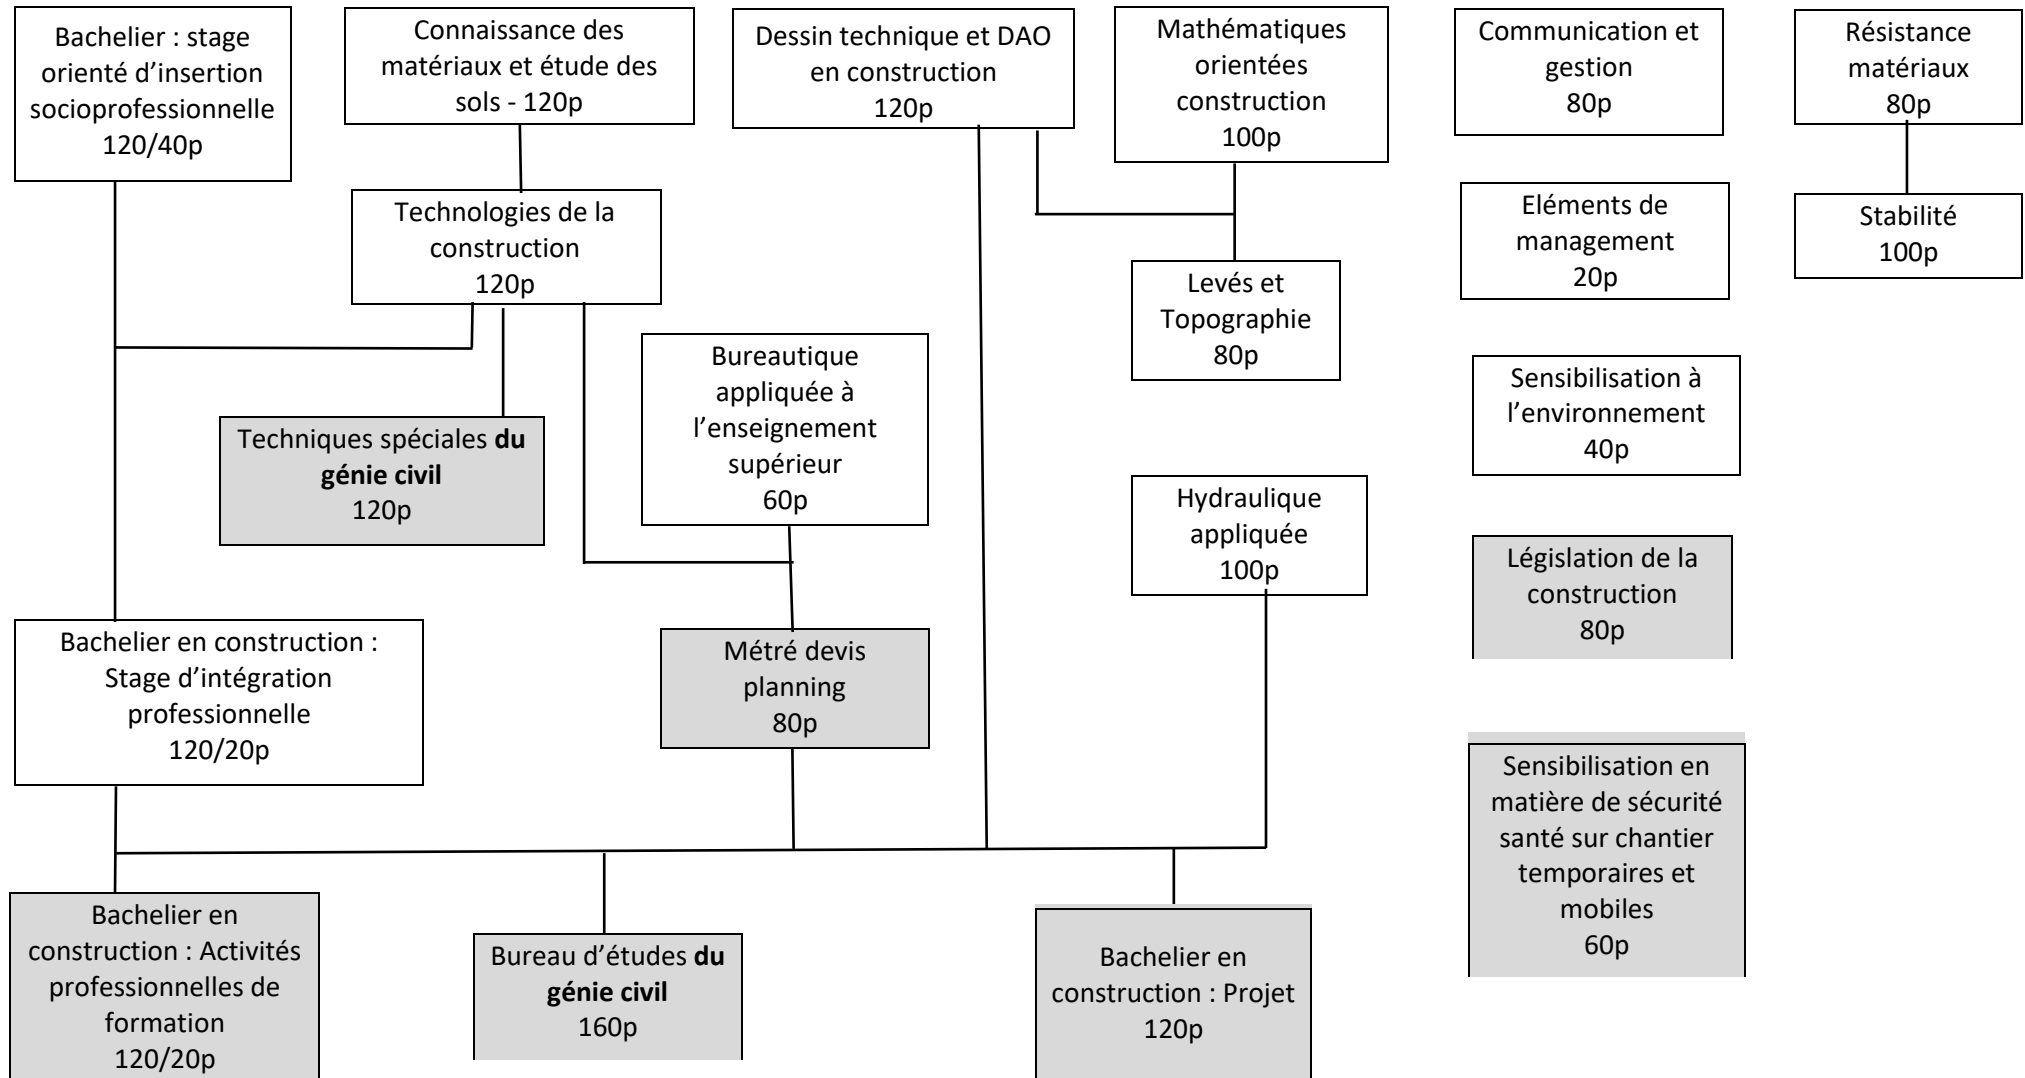 Bachelier : stage
orienté d'insertion
socioprofessionnelle
120/40p
Connaissance des
matériaux et étude des
sols - 120p
Dessin technique et DAO
en construction
120p
Mathématiques
orientées
construction
100p
Communication et
gestion
80p
Résistance
matériaux
80p
Technologies de la
construction
120p
Eléments de
management
20p
Stabilité
100p
Levés et
Topographie
80p
Bureautique
appliquée à
l'enseignement
supérieur
60p
Sensibilisation à
l'environnement
40p
Techniques spéciales du
génie civil
120p
Hydraulique
appliquée
100p
Législation de la
construction
80p
Bachelier en construction :
Stage d'intégration
professionnelle
120/20p
Métré devis
planning
80p
Sensibilisation en
matière de sécurité
santé sur chantier
temporaires et
mobiles
60p
Bachelier en
construction : Activités
professionnelles de
formation
120/20p
Bureau d'études du
génie civil
160p
Bachelier en
construction : Projet
120p